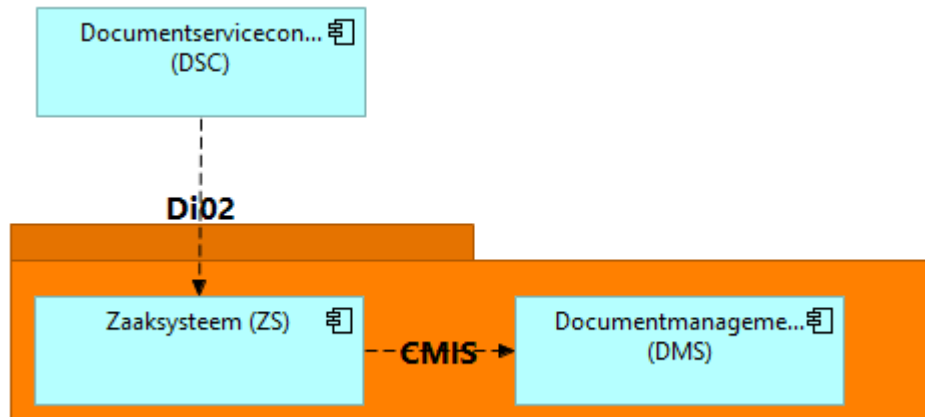 Documentservicecon...
(DSC)
Di02
Zaaksysteem (ZS)
CMIS
Documentmanageme...
(DMS)